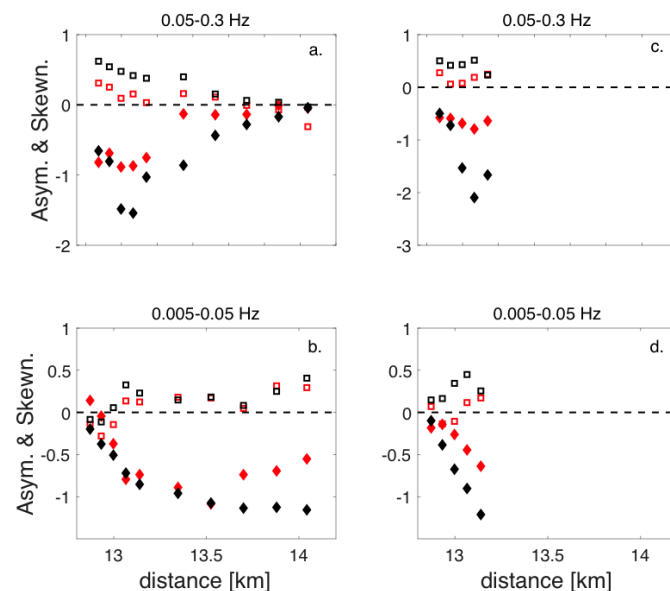 0.05-0.3 Hz
a.
1
0
-1
-2
Asym. & Skewn.
0.05-0.3 Hz
c.
1
0
-1
-2
-3
0.005-0.05 Hz
b.
1
0.5
0
-0.5
-1
Asym. & Skewn.
13
13.5
14
distance [km]
0.005-0.05 Hz
d.
1
0.5
0
-0.5
-1
13
13.5
14
distance [km]